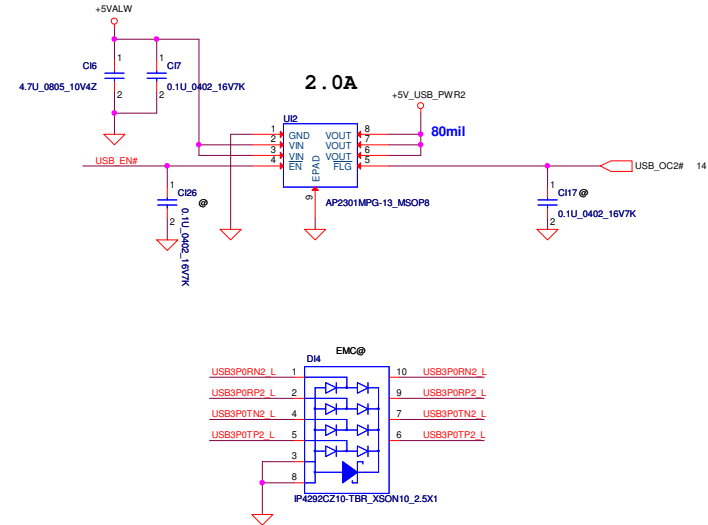 +5VALW
1
CI6
4.7U_0805_10V4Z
2
1
CI7
0.1U_0402_16V7K
2
2.0A
+5V_USB_PWR2
80mil
UI2
1 GND VOUT 8
2 VIN VOUT 7
3 VIN VOUT 6
4 EN FLG 5
EPAD
9
AP2301MPG-13_MSOP8
USB_EN#
USB_OC2# 14
1
CI26
@
2
0.1U_0402_16V7K
1
CI17@
0.1U_0402_16V7K
2
EMC@
DI4
USB3P0RN2_L 1 10 USB3P0RN2_L
USB3P0RP2_L 2 9 USB3P0RP2_L
USB3P0TN2_L 4 7 USB3P0TN2_L
USB3P0TP2_L 5 6 USB3P0TP2_L
3
8
IP4292CZ10-TBR_XSON10_2.5X1